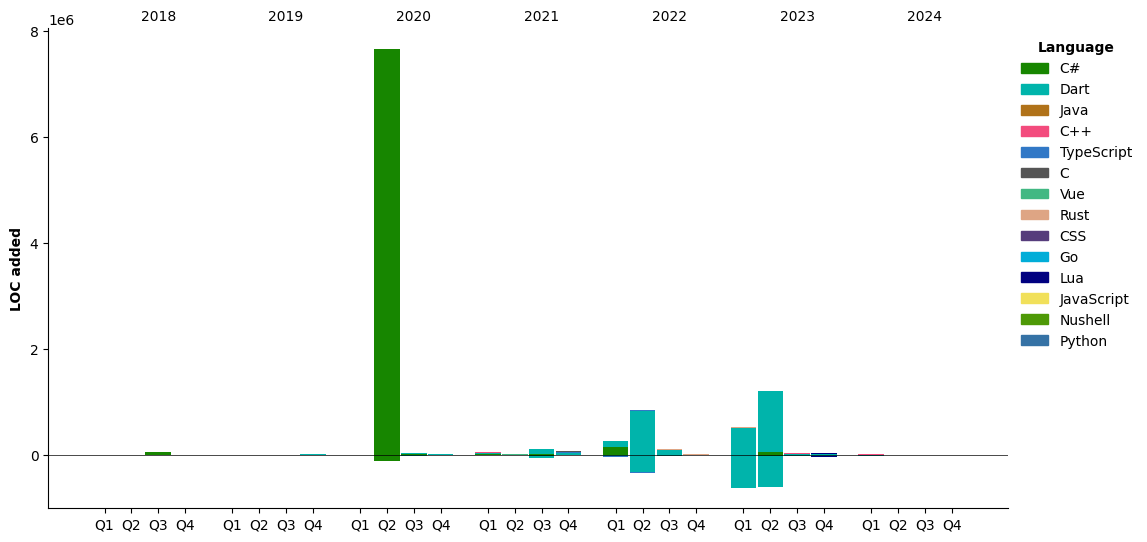 2018 2019 2020 2021 2022 2023 2024
1e6
8
6
4
2
0
LOC added
Q1 Q2 Q3 Q4 Q1 Q2 Q3 Q4 Q1 Q2 Q3 Q4 Q1 Q2 Q3 Q4 Q1 Q2 Q3 Q4 Q1 Q2 Q3 Q4 Q1 Q2 Q3 Q4
Language
C#
Dart
Java
C++
TypeScript
C
Vue
Rust
CSS
Go
Lua
JavaScript
Nushell
Python